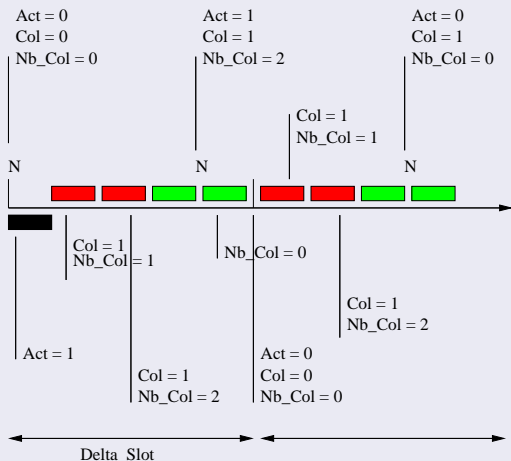 Act = 0
Col = 0
Nb_Col = 0
Act = 1
Col = 1
Nb_Col = 2
Act = 0
Col = 1
Nb_Col = 0
Col = 1
Nb_Col = 1
N
N
N
Col = 1
Nb_Col = 1
Nb_Col = 0
Col = 1
Nb_Col = 2
Act = 1
Act = 0
Col = 0
Nb_Col = 0
Col = 1
Nb_Col = 2
Delta Slot